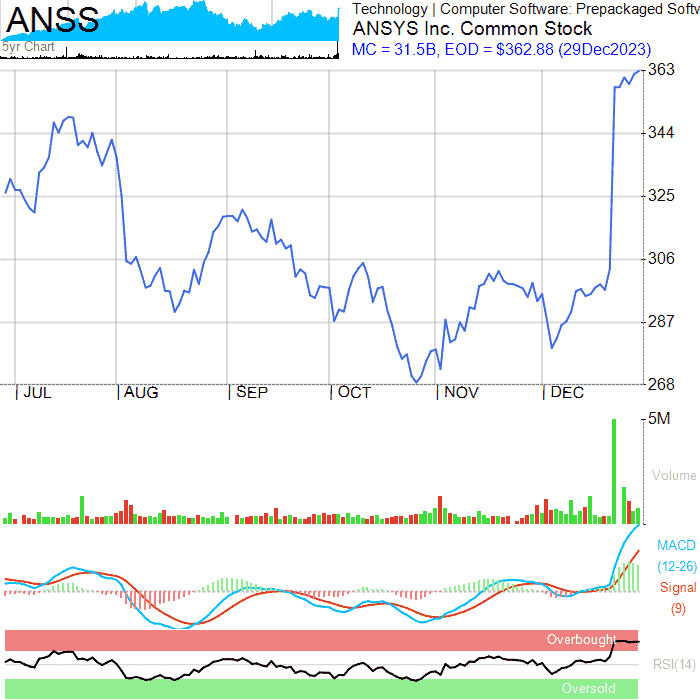 ANSS
5yr Chart
Technology | Computer Software: Prepackaged Softw
ANSYS Inc. Common Stock
MC = 31.5B, EOD = $362.88 (29Dec2023)
363
344
325
306
287
268
| JUL | AUG | SEP | OCT | NOV | DEC
5M
Volume
MACD
(12-26)
Signal
(9)
Overbought
RSI(14)
Oversold